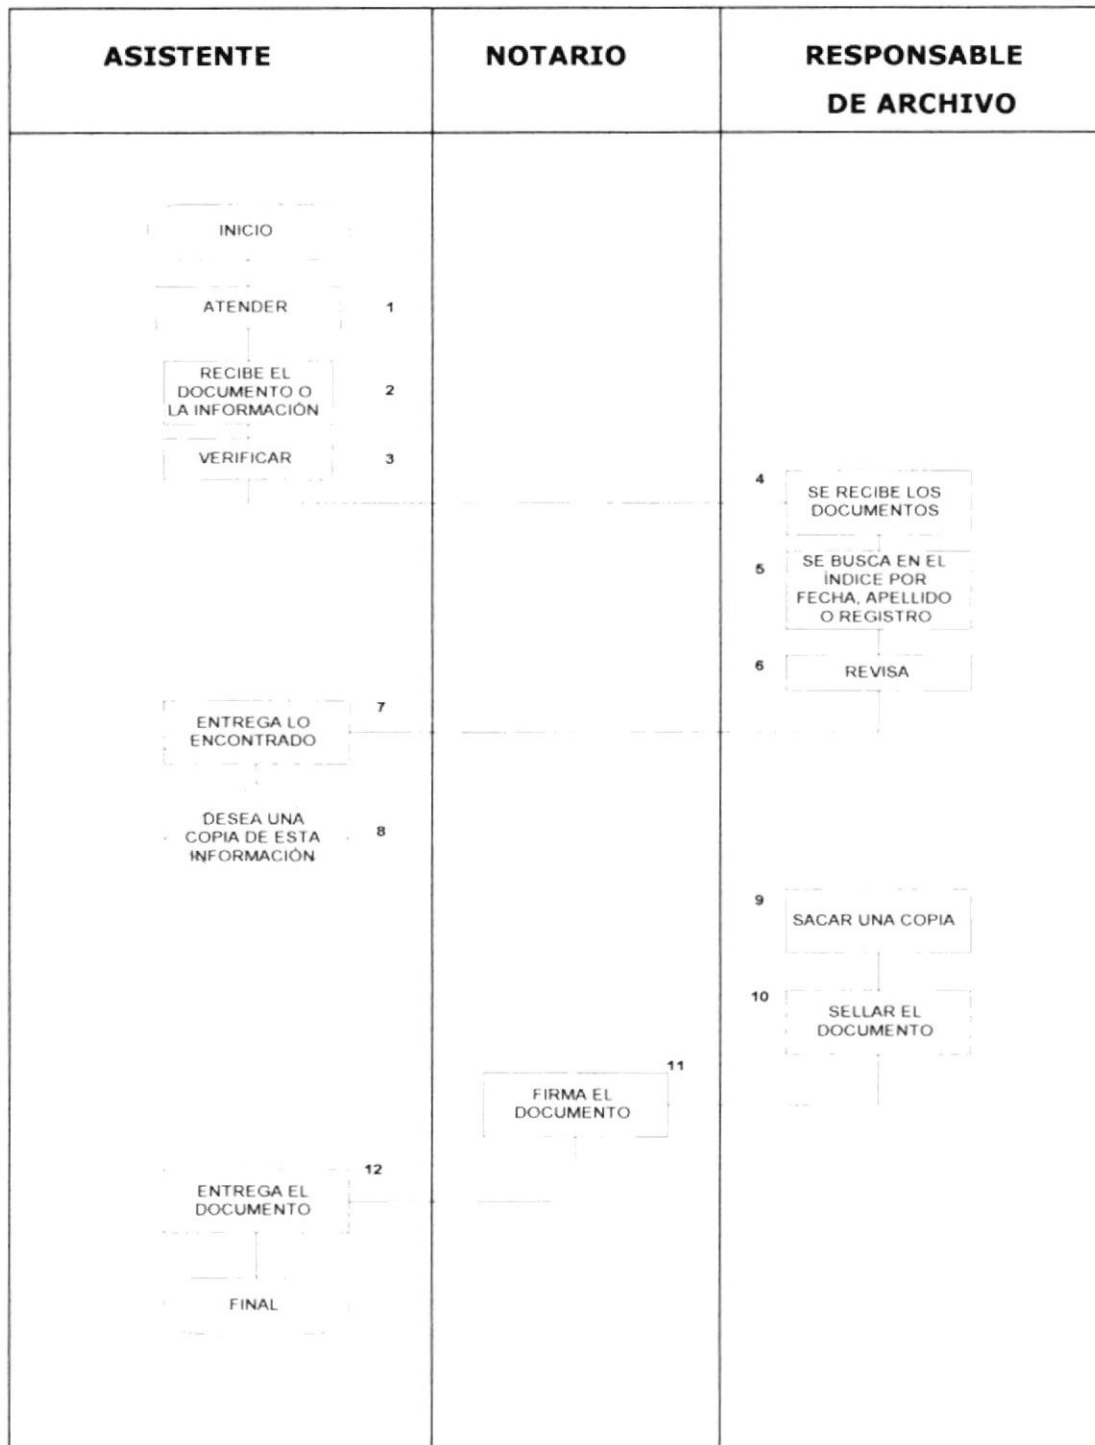 ASISTENTE
NOTARIO
RESPONSABLE
DE ARCHIVO
INICIO
ATENDER
1
RECIBE EL
DOCUMENTO O
LA INFORMACIÓN
2
VERIFICAR
3
4
SE RECIBE LOS
DOCUMENTOS
5
SE BUSCA EN EL
ÍNDICE POR
FECHA, APELLIDO
O REGISTRO
6
REVISA
7
ENTREGA LO
ENCONTRADO
DESEA UNA
COPIA DE ESTA
INFORMACIÓN
8
9
SACAR UNA COPIA
10
SELLAR EL
DOCUMENTO
11
FIRMA EL
DOCUMENTO
12
ENTREGA EL
DOCUMENTO
FINAL